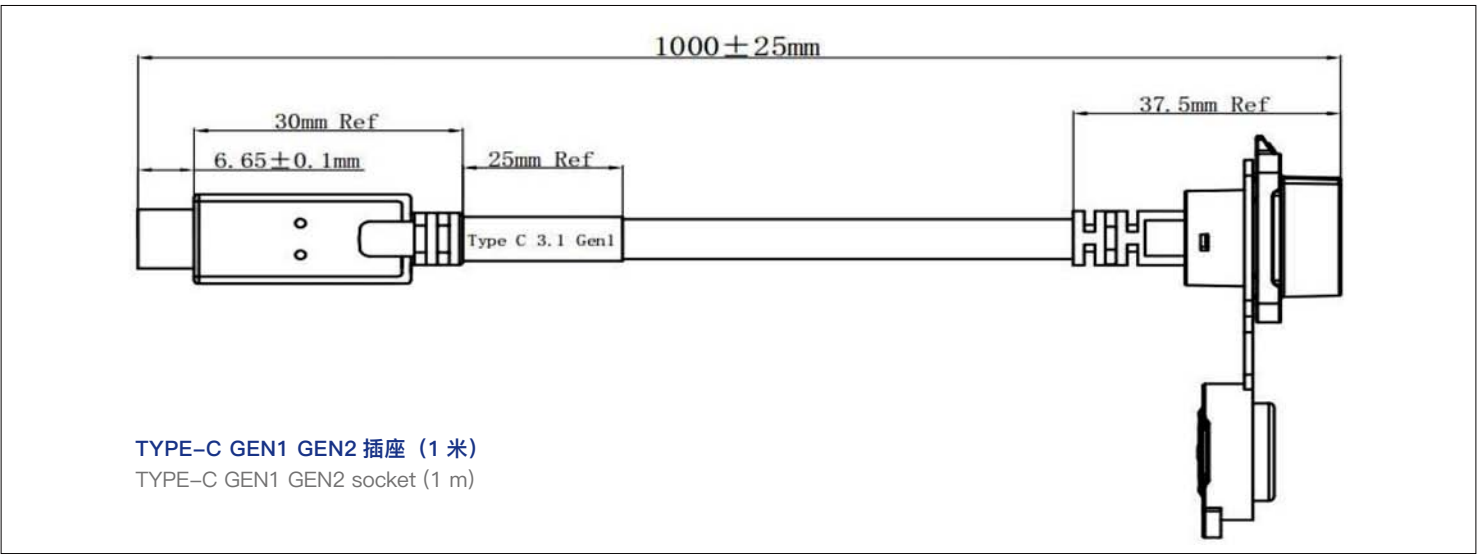 1000±25mm
37.5mm Ref
30mm Ref
6.65±0.1mm
25mm Ref
Type C 3.1 Gen1
TYPE-C GEN1 GEN2 插座（1 米）
TYPE-C GEN1 GEN2 socket (1 m)